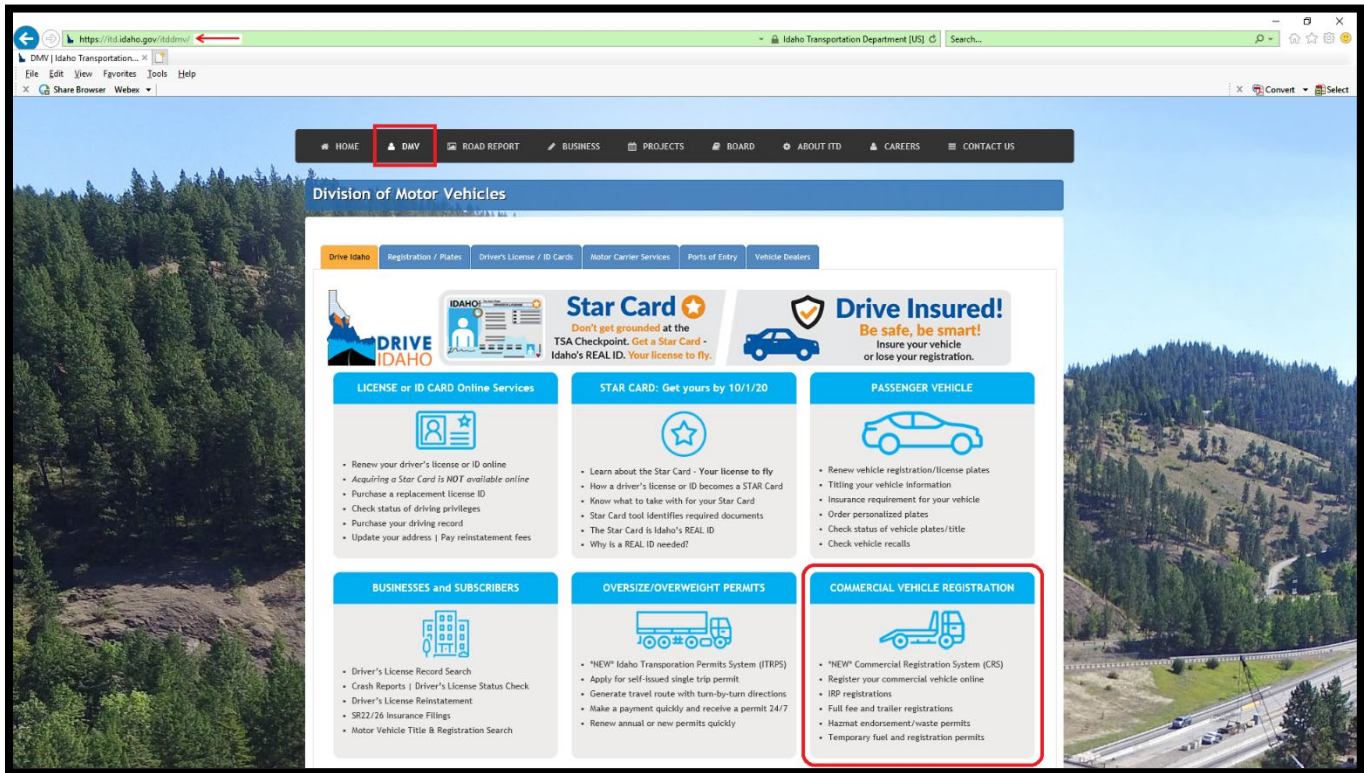 https://itd.idaho.gov/itddmv/
Idaho Transportation Department [US]
Search...
DMV | Idaho Transportation...
File Edit View Favorites Tools Help
Share Browser Webex
Convert Select
HOME DMV ROAD REPORT BUSINESS PROJECTS BOARD ABOUT ITD CAREERS CONTACT US
Division of Motor Vehicles
Drive Idaho Registration / Plates Driver's License / ID Cards Motor Carrier Services Ports of Entry Vehicle Dealers
DRIVE
IDAHO
IDAHO
Star Card
Don't get grounded at the
TSA Checkpoint. Get a Star Card -
Idaho's REAL ID. Your license to fly.
Drive Insured!
Be safe, be smart!
Insure your vehicle
or lose your registration.
LICENSE or ID CARD Online Services
• Renew your driver's license or ID online
• Acquiring a Star Card is NOT available online
• Purchase a replacement license ID
• Check status of driving privileges
• Purchase your driving record
• Update your address | Pay reinstatement fees
STAR CARD: Get yours by 10/1/20
• Learn about the Star Card - Your license to fly
• How a driver's license or ID becomes a STAR Card
• Know what to take with for your Star Card
• Star Card tool identifies required documents
• The Star Card is Idaho's REAL ID
• Why is a REAL ID needed?
PASSENGER VEHICLE
• Renew vehicle registration/license plates
• Titling your vehicle information
• Insurance requirement for your vehicle
• Order personalized plates
• Check status of vehicle plates/title
• Check vehicle recalls
BUSINESSES and SUBSCRIBERS
• Driver's License Record Search
• Crash Reports | Driver's License Status Check
• Driver's License Reinstatement
• SR22/26 Insurance Filings
• Motor Vehicle Title & Registration Search
OVERSIZE/OVERWEIGHT PERMITS
• *NEW* Idaho Transporation Permits System (ITRPS)
• Apply for self-issued single trip permit
• Generate travel route with turn-by-turn directions
• Make a payment quickly and receive a permit 24/7
• Renew annual or new permits quickly
COMMERCIAL VEHICLE REGISTRATION
• *NEW* Commercial Registration System (CRS)
• Register your commercial vehicle online
• IRP registrations
• Full fee and trailer registrations
• Hazmat endorsement/waste permits
• Temporary fuel and registration permits